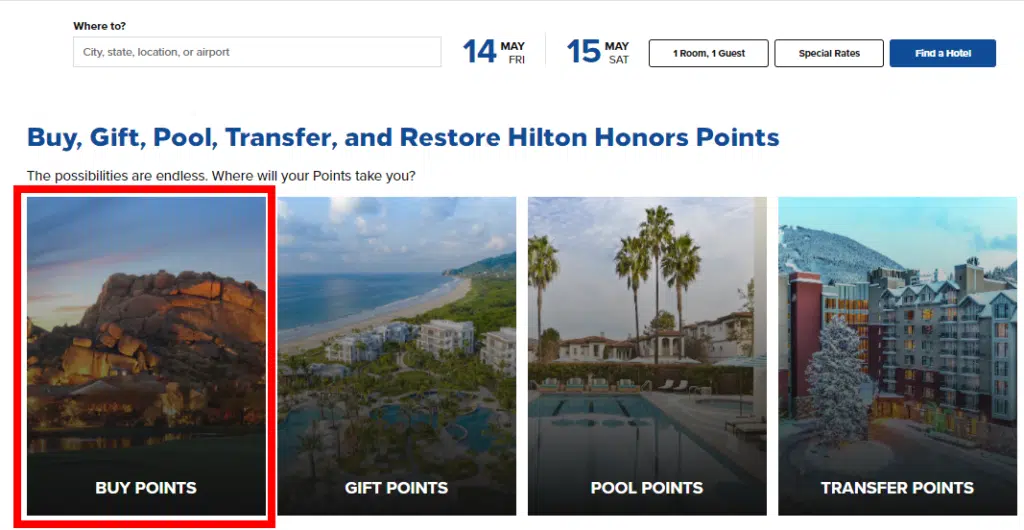 Where to?
City, state, location, or airport
14 MAY FRI
15 MAY SAT
1 Room, 1 Guest
Special Rates
Find a Hotel
Buy, Gift, Pool, Transfer, and Restore Hilton Honors Points
The possibilities are endless. Where will your Points take you?
BUY POINTS
GIFT POINTS
POOL POINTS
TRANSFER POINTS